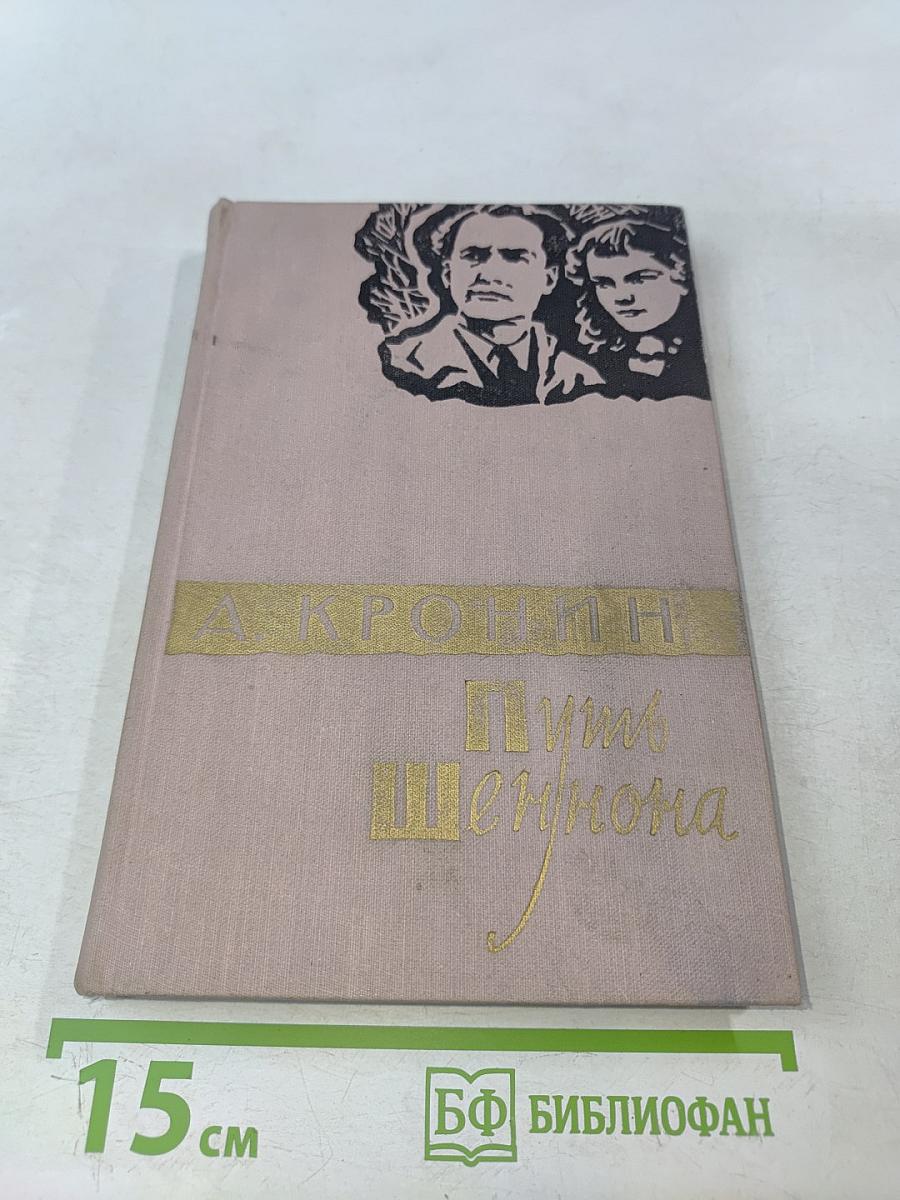 А. КРОНИН
Путь
Шеннона
15 см
БФ БИБЛИОФАН